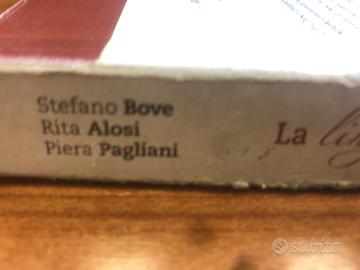 Stefano Bove
Rita Alosi
Piera Pagliani
La
subito